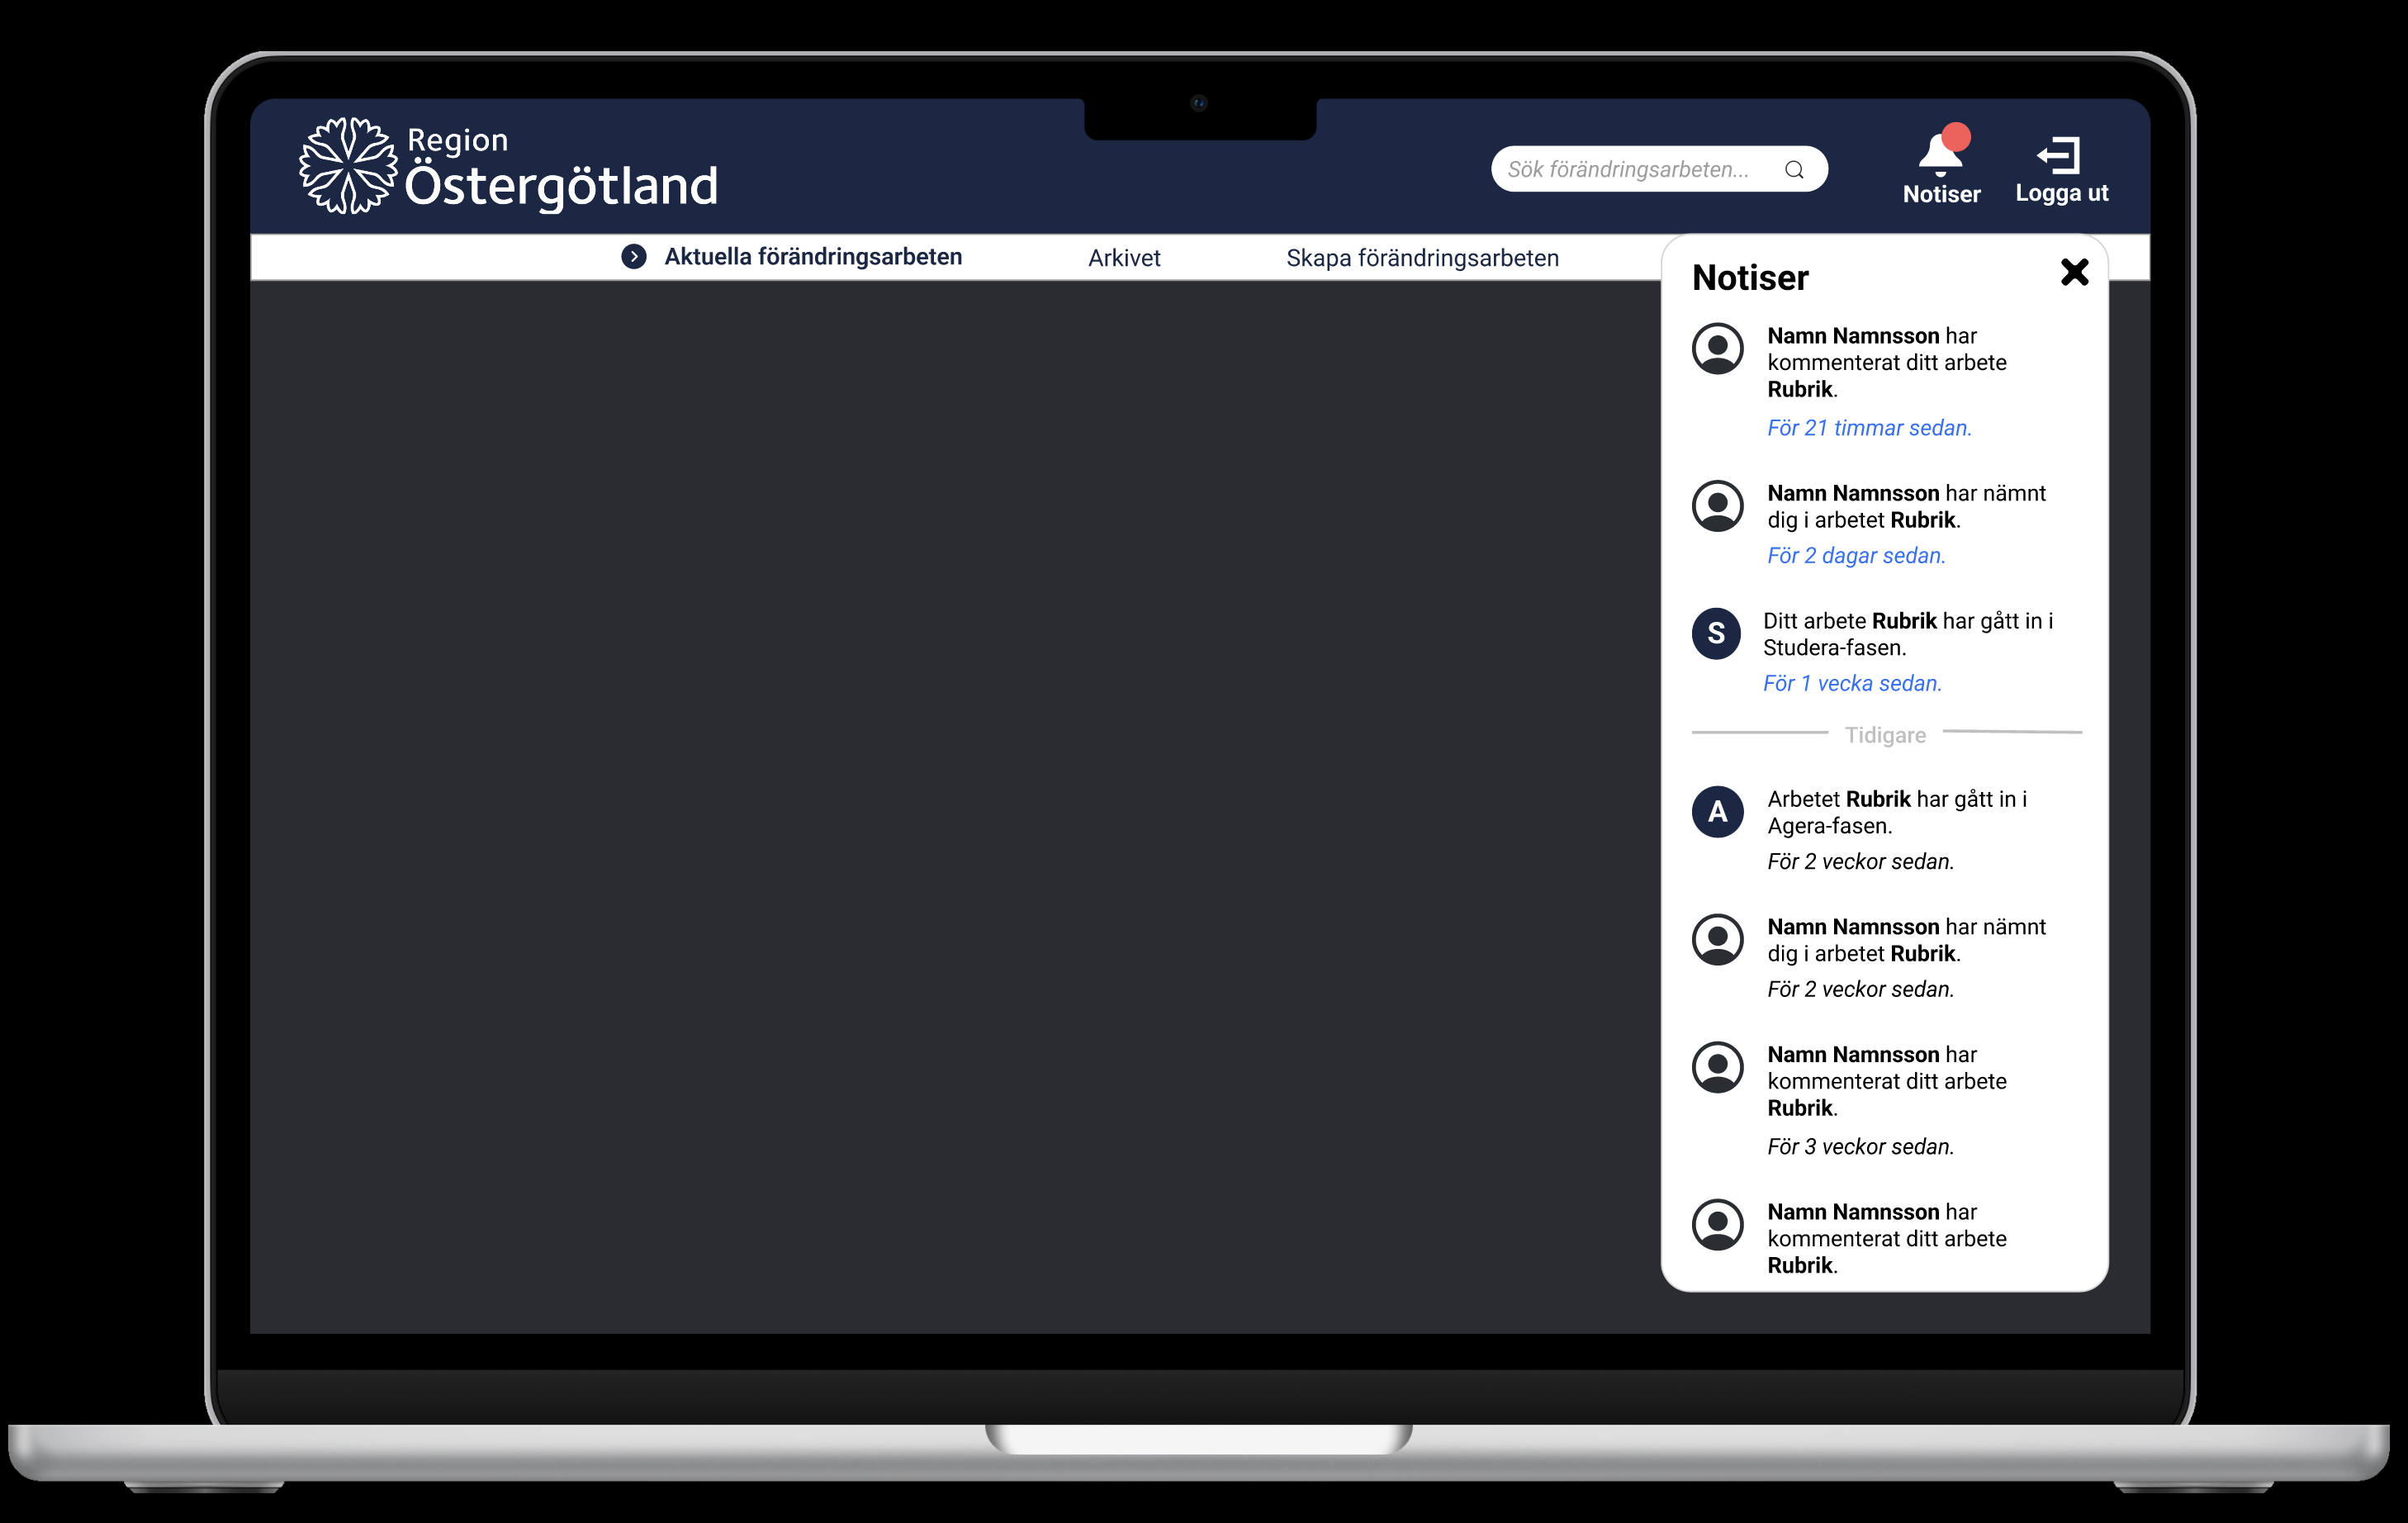 Region
Östergötland
Sök förändringsarbeten...
Notiser
Logga ut
Aktuella förändringsarbeten
Arkivet
Skapa förändringsarbeten
Notiser
Namn Namnsson har
kommenterat ditt arbete
Rubrik.
För 21 timmar sedan.
Namn Namnsson har nämnt
dig i arbetet Rubrik.
För 2 dagar sedan.
S
Ditt arbete Rubrik har gått in i
Studera-fasen.
För 1 vecka sedan.
Tidigare
A
Arbetet Rubrik har gått in i
Agera-fasen.
För 2 veckor sedan.
Namn Namnsson har nämnt
dig i arbetet Rubrik.
För 2 veckor sedan.
Namn Namnsson har
kommenterat ditt arbete
Rubrik.
För 3 veckor sedan.
Namn Namnsson har
kommenterat ditt arbete
Rubrik.